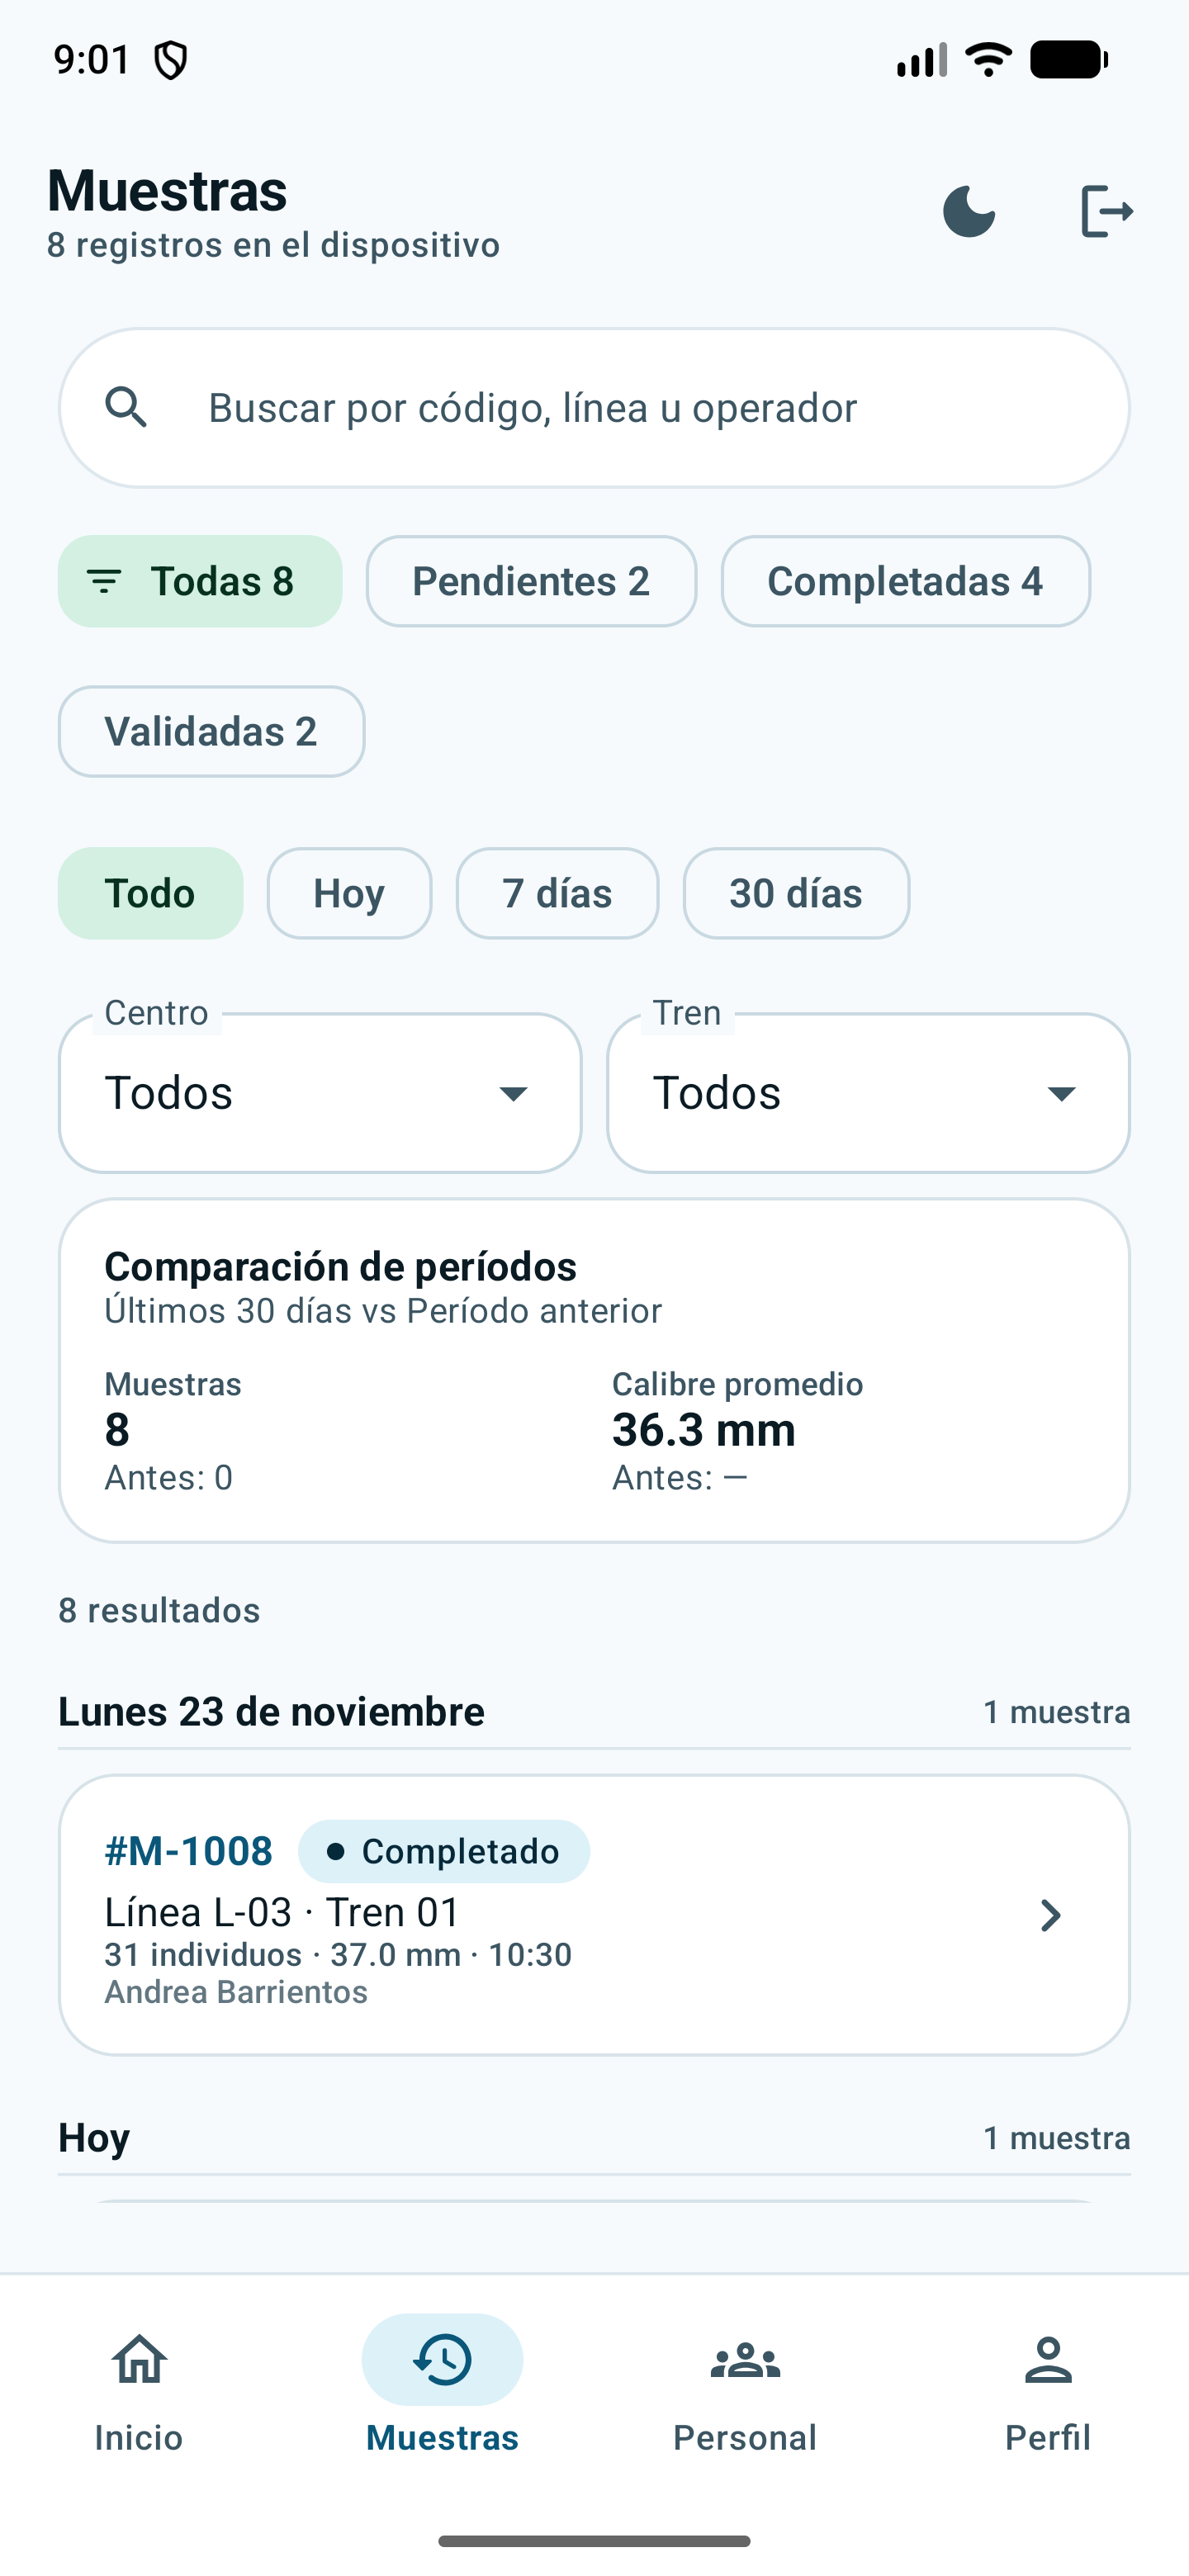 9:01
Muestras
8 registros en el dispositivo
Buscar por código, línea u operador
Todas 8
Pendientes 2
Completadas 4
Validadas 2
Todo
Hoy
7 días
30 días
Centro
Tren
Todos
Todos
Comparación de períodos
Últimos 30 días vs Período anterior
Muestras
Calibre promedio
8
36.3 mm
Antes: 0
Antes: —
8 resultados
Lunes 23 de noviembre
1 muestra
#M-1008
Completado
Línea L-03 · Tren 01
31 individuos · 37.0 mm · 10:30
Andrea Barrientos
Hoy
1 muestra
Inicio
Muestras
Personal
Perfil